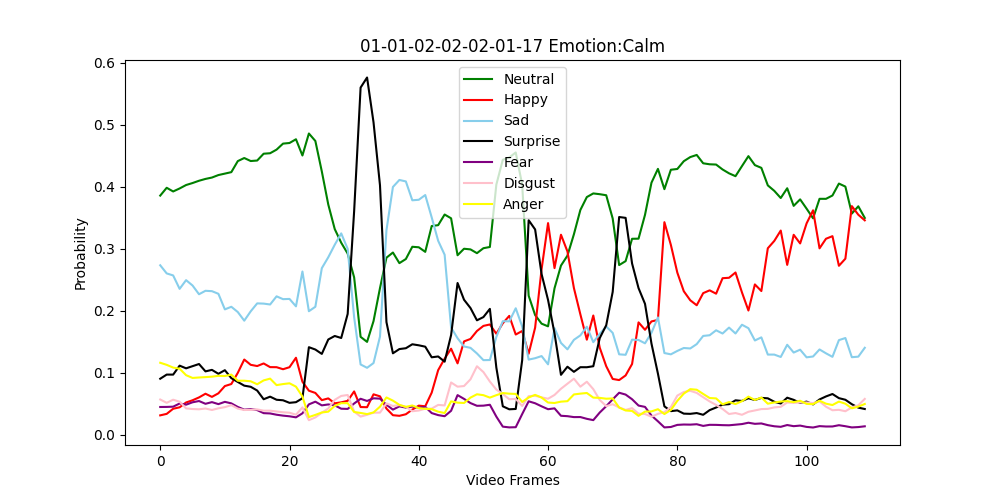 01-01-02-02-02-01-17 Emotion:Calm
Probability
0.6
0.5
0.4
0.3
0.2
0.1
0.0
Neutral
Happy
Sad
Surprise
Fear
Disgust
Anger
0 20 40 60 80 100
Video Frames